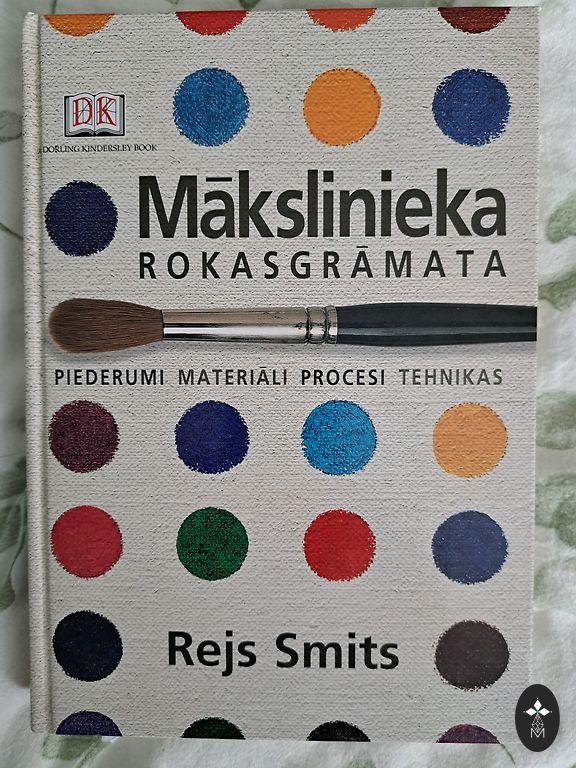 DK
A DORLING KINDERSLEY BOOK
Mākslinieka
ROKASGRĀMATA
PIEDERUMI MATERIĀLI PROCESI TEHNIKAS
Rejs Smits
M